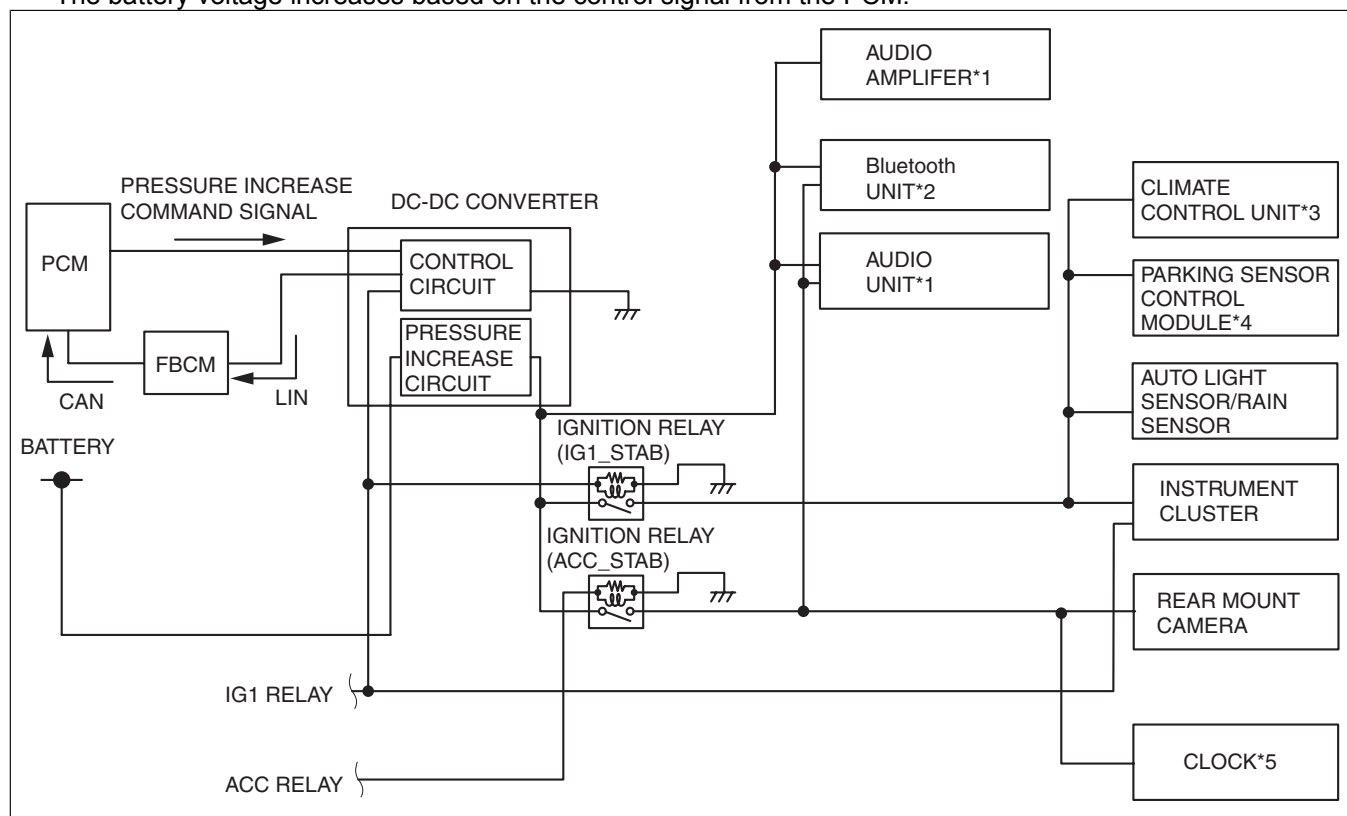 The battery voltage increases based on the control signal from the PCM.
AUDIO
AMPLIFER*1
Bluetooth
UNIT*2
AUDIO
UNIT*1
PRESSURE INCREASE
COMMAND SIGNAL
DC-DC CONVERTER
PCM
CONTROL
CIRCUIT
PRESSURE
INCREASE
CIRCUIT
FBCM
CAN
LIN
BATTERY
CLIMATE
CONTROL UNIT*3
PARKING SENSOR
CONTROL
MODULE*4
AUTO LIGHT
SENSOR/RAIN
SENSOR
IGNITION RELAY
(IG1_STAB)
INSTRUMENT
CLUSTER
IGNITION RELAY
(ACC_STAB)
REAR MOUNT
CAMERA
IG1 RELAY
ACC RELAY
CLOCK*5